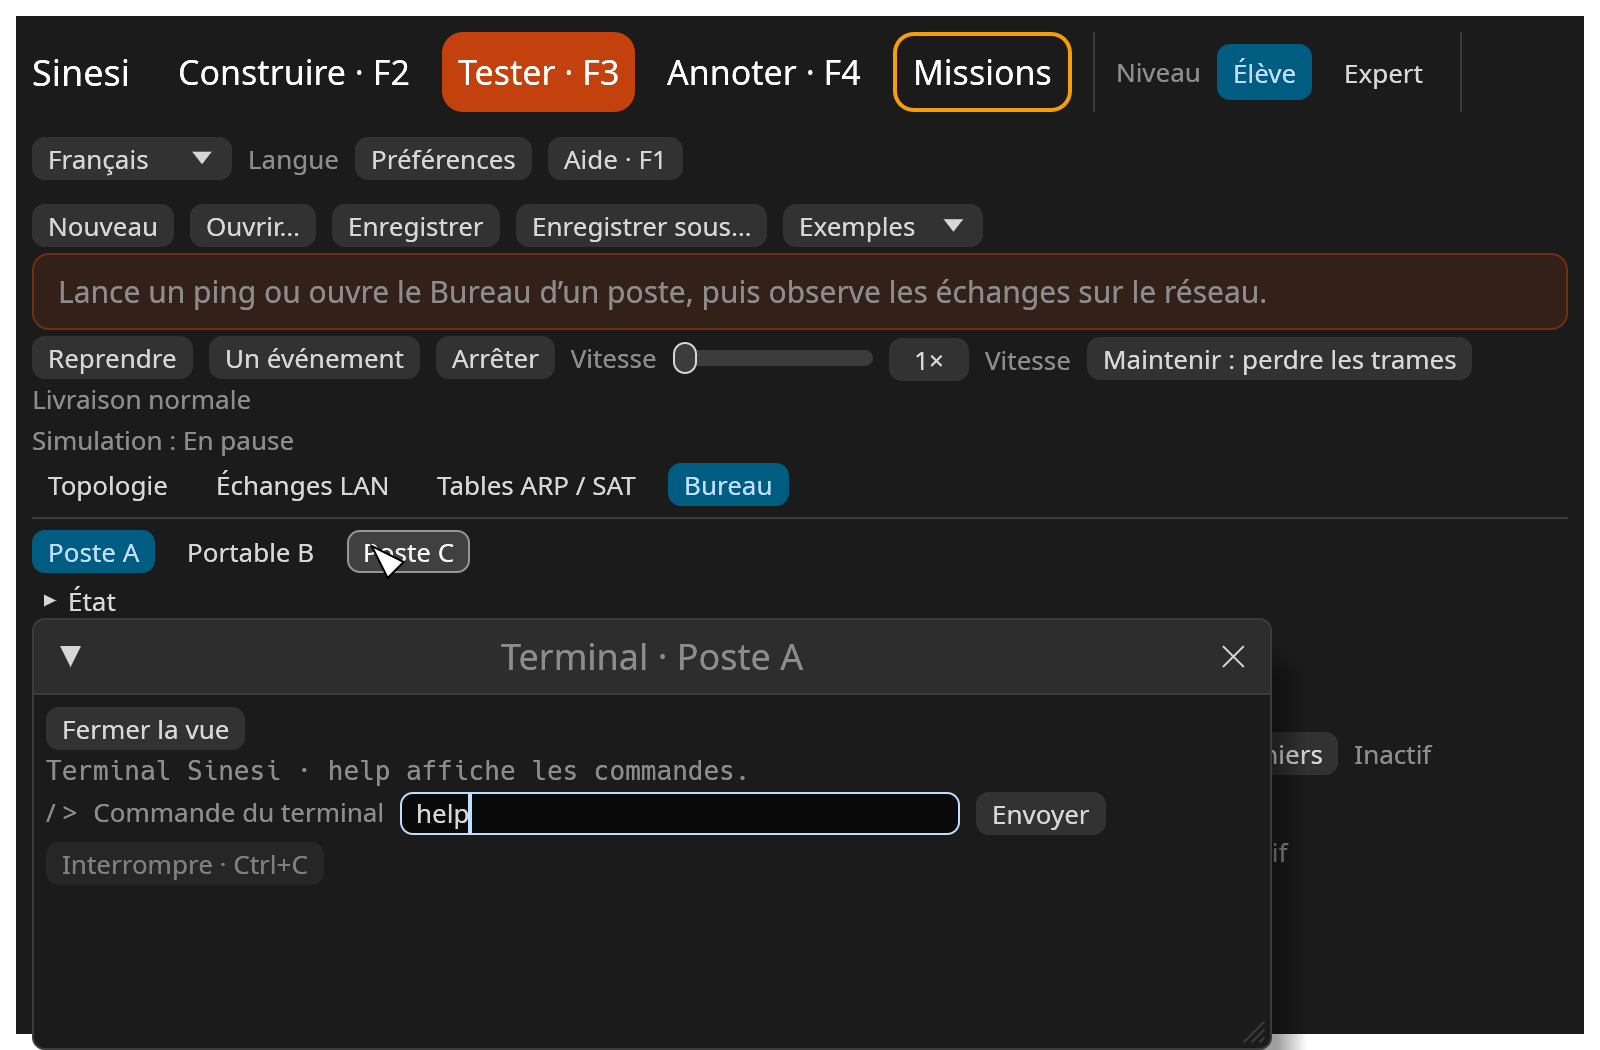 Sinesi Construire · F2 Tester · F3 Annoter · F4 Missions Niveau Élève Expert
Français Langue Préférences Aide · F1
Nouveau Ouvrir... Enregistrer Enregistrer sous... Exemples
Lance un ping ou ouvre le Bureau d’un poste, puis observe les échanges sur le réseau.
Reprendre Un événement Arrêter Vitesse 1× Vitesse Maintenir : perdre les trames
Livraison normale
Simulation : En pause
Topologie Échanges LAN Tables ARP / SAT Bureau
Poste A Portable B Poste C
État
Terminal · Poste A
Fermer la vue
Inactif
Terminal Sinesi · help affiche les commandes.
/ > Commande du terminal help Envoyer
Interrompre · Ctrl+C